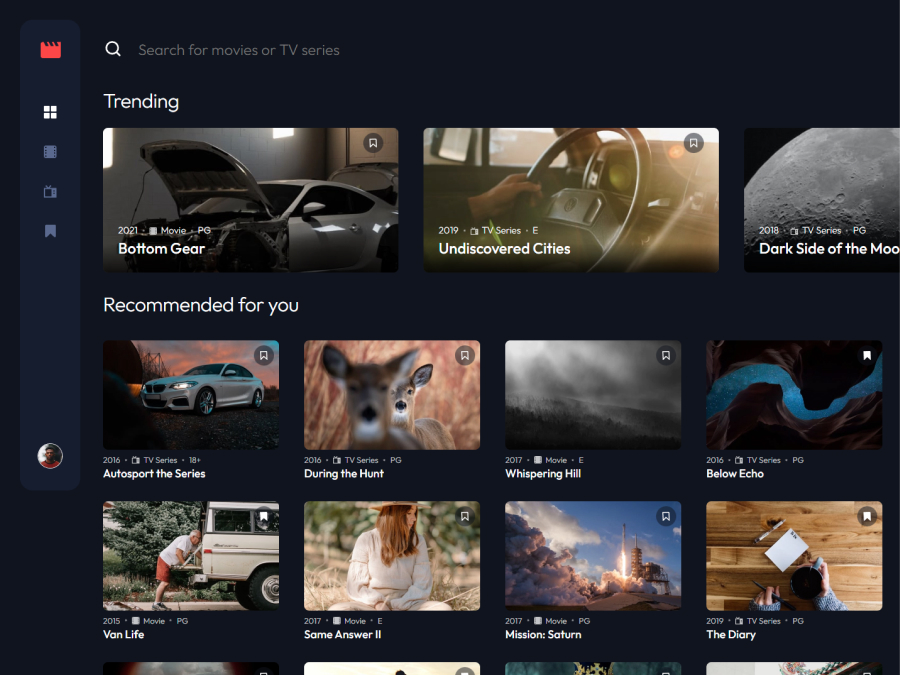 Search for movies or TV series
Trending
2021 · Movie · PG
Bottom Gear
2019 · TV Series · E
Undiscovered Cities
2018 · TV Series · PG
Dark Side of the Moo
Recommended for you
2016 · TV Series · 18+
Autosport the Series
2016 · TV Series · PG
During the Hunt
2017 · Movie · E
Whispering Hill
2016 · TV Series · PG
Below Echo
2015 · Movie · PG
Van Life
2017 · Movie · E
Same Answer II
2017 · Movie · PG
Mission: Saturn
2019 · TV Series · PG
The Diary